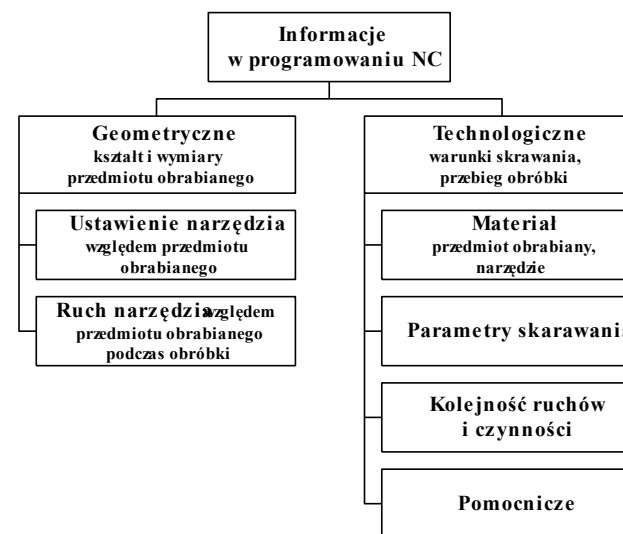 Informacje
w programowaniu NC
Geometryczne
kształt i wymiary
przedmiotu obrabianego
Ustawienie narzędzia
względem przedmiotu
obrabianego
Ruch narzędzia względem
przedmiotu obrabianego
podczas obróbki
Technologiczne
warunki skrawania,
przebieg obróbki
Materiał
przedmiot obrabiany,
narzędzie
Parametry skarawania
Kolejność ruchów
i czynności
Pomocnicze